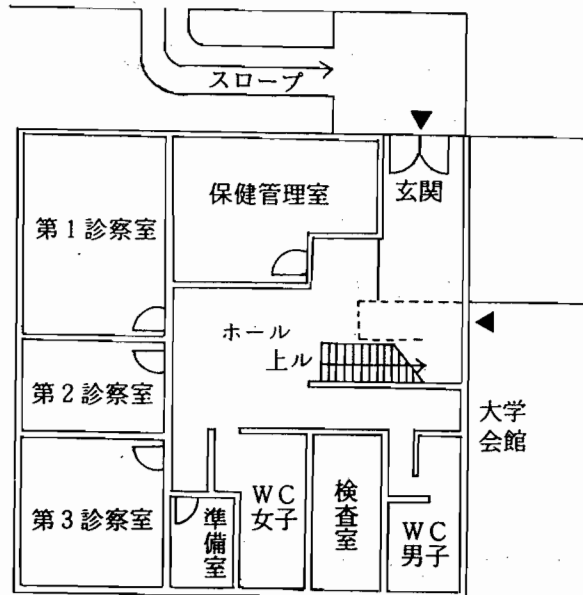 スロープ
保健管理室
玄関
第1診察室
ホール
上ル
第2診察室
大学
会館
第3診察室
準備室
WC
女子
検査室
WC
男子